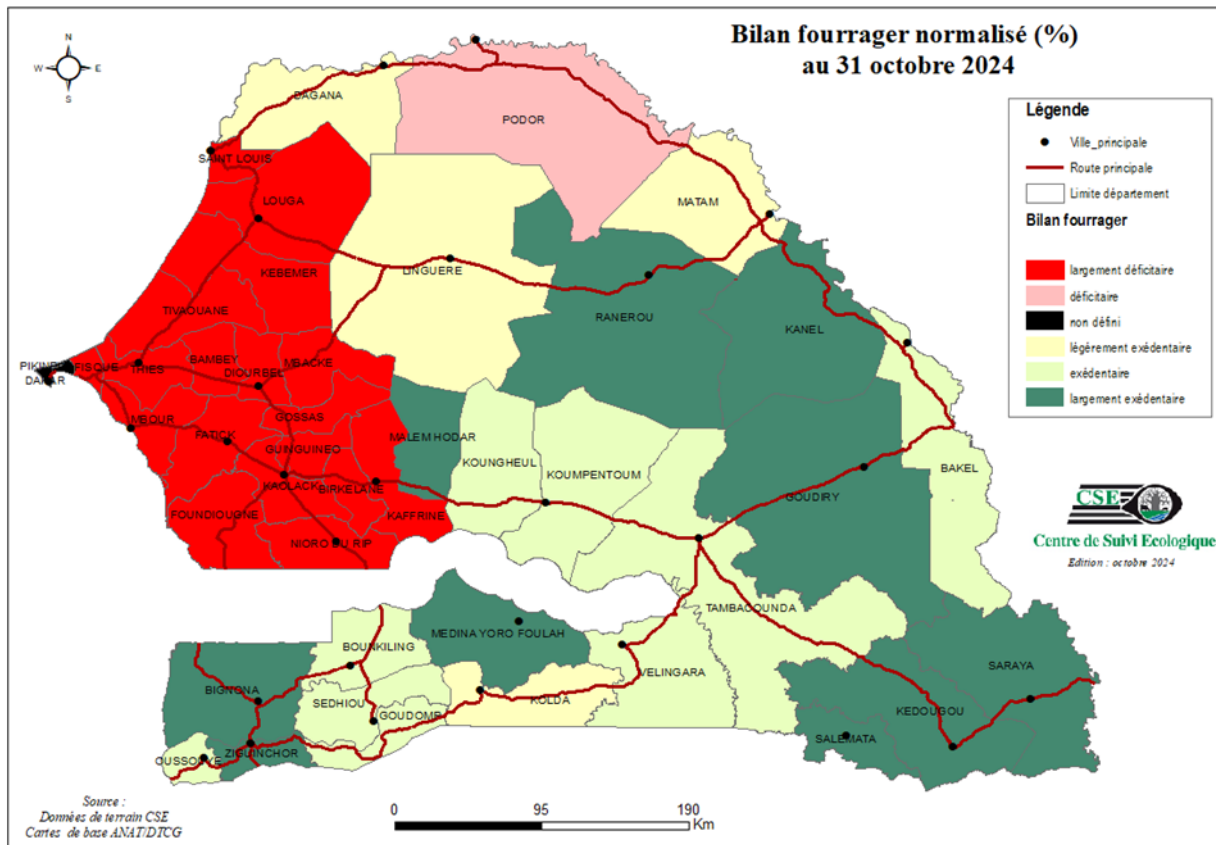 Bilan fourrager normalisé (%)
au 31 octobre 2024
N
W
E
S
Légende
Ville_principale
Route principale
Limite département
Bilan fourrager
largement déficitaire
déficitaire
non défini
légèrement exédentaire
exédentaire
largement exédentaire
DAGANA
PODOR
SAINT LOUIS
LOUGA
MATAM
KEBEMER
LINGUERE
TIVAOUANE
RANEROU
KANEL
BAMBEY
MBACKE
THIES
DIOURBEL
DAKAR
MBOUR
GOSSAS
FATICK
MALEM HODAR
GUINGUINEO
KOUNGHEUL
KOUMPENTOUM
BAKEL
KAOLACK
BIRKELANE
GOUDIRY
FOUNDIOUGNE
KAFFRINE
NIORO DU RIP
TAMBACOUNDA
MEDINA YORO FOULAH
BOUNKILING
VELINGARA
SARAYA
BIGNONA
SEDHIOU
KOLDA
KEDOUGOU
GOUDOMP
SALEMATA
ZIGUINCHOR
OUSSOUYE
CSE
Centre de Suivi Ecologique
Edition : octobre 2024
Source :
Données de terrain CSE
Cartes de base ANAT/DTCG
0
95
190
Km